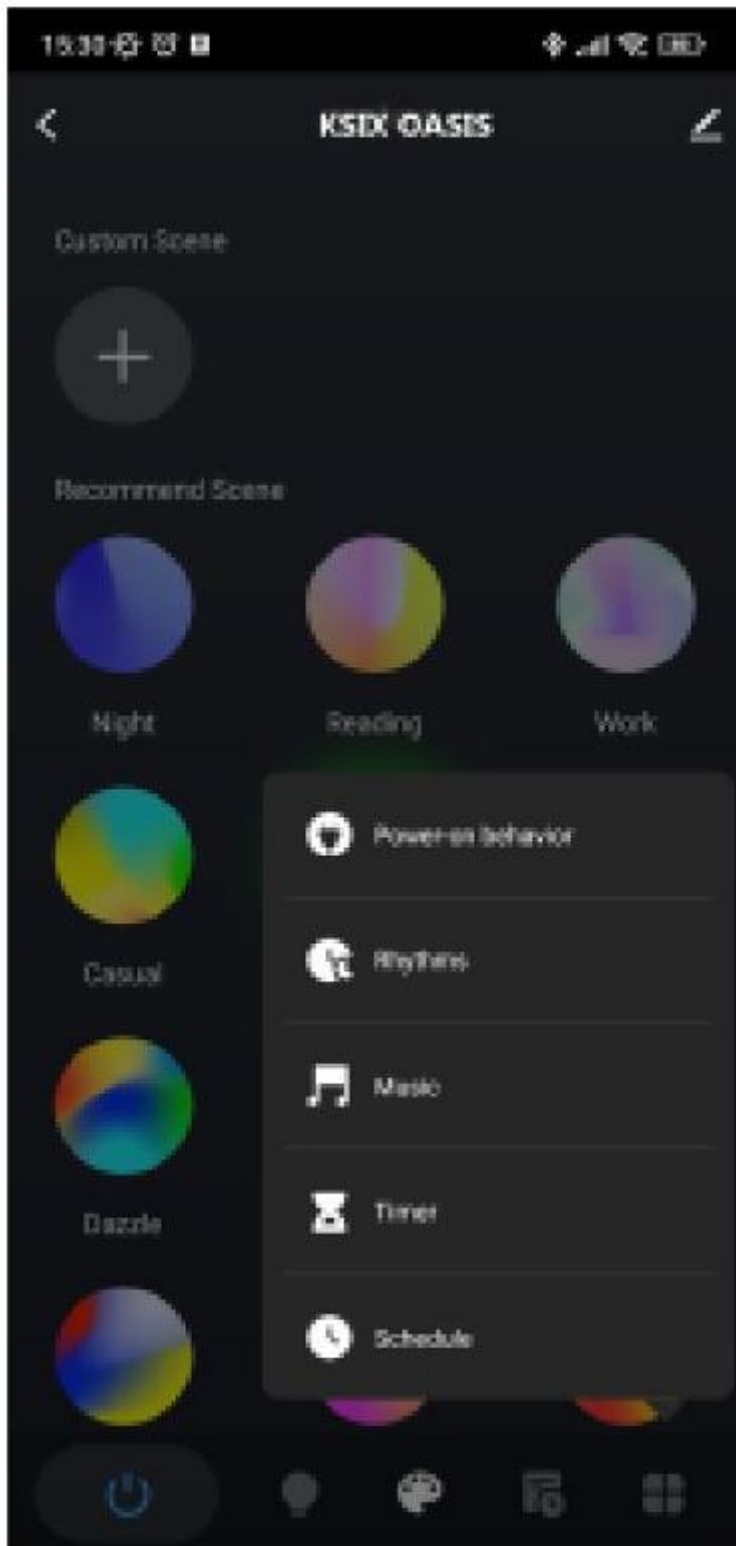 15:30
KSIX OASIS
Custom Scene
Recommend Scene
Night Reading Work
Power-on behavior
Casual
Rhythms
Music
Dazzle
Timer
Schedule